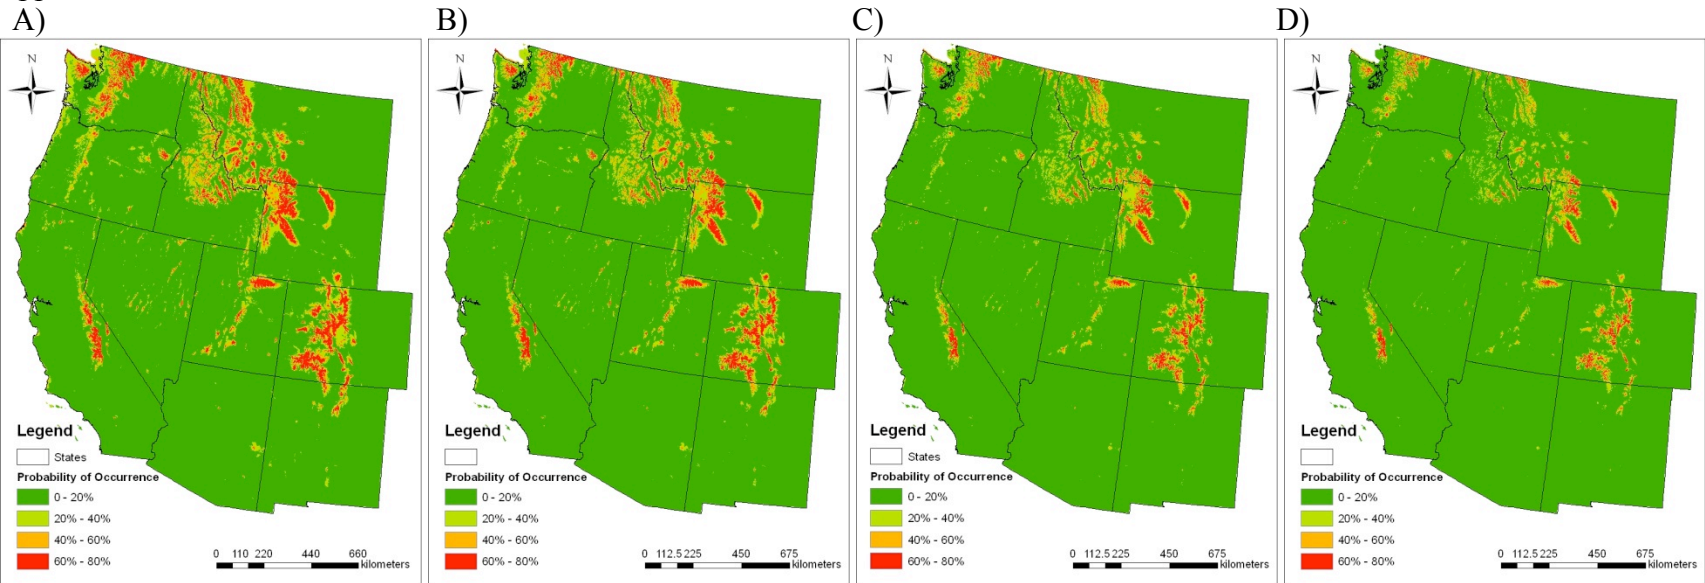 A) B) C) D)
N N N N
Legend Legend Legend Legend
States States
Probability of Occurrence Probability of Occurrence Probability of Occurrence Probability of Occurrence
0 - 20% 0 - 20% 0 - 20% 0 - 20%
20% - 40% 20% - 40% 20% - 40% 20% - 40%
40% - 60% 40% - 60% 40% - 60% 40% - 60%
60% - 80% 60% - 80% 60% - 80% 60% - 80%
0 110 220 440 660 0 112.5 225 450 675 0 112.5 225 450 675 0 112.5 225 450 675
kilometers kilometers kilometers kilometers